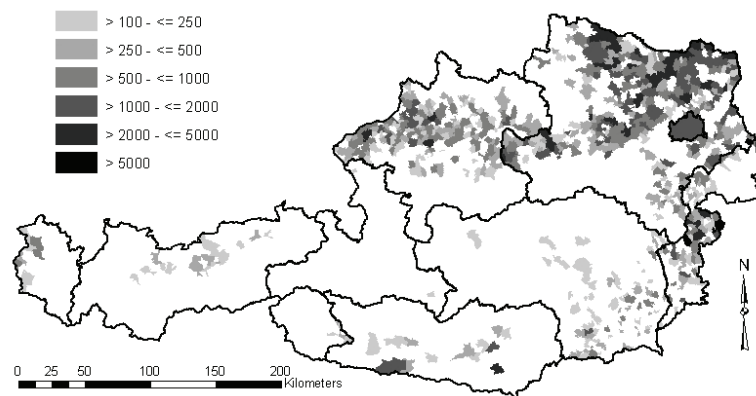 > 100 - <= 250
> 250 - <= 500
> 500 - <= 1000
> 1000 - <= 2000
> 2000 - <= 5000
> 5000
N
0 25 50 100 150 200
Kilometers